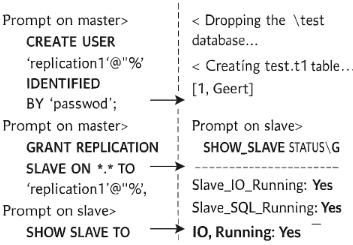 Prompt on master>
CREATE USER
'replication1'@"%'
IDENTIFIED
BY 'passwod';
Prompt on master>
GRANT REPLICATION
SLAVE ON *.* TO
'replication1'@"%',
Prompt on slave>
SHOW SLAVE TO
< Dropping the \test
database...
< Creating test.t1 table...
[1, Geert]
Prompt on slave>
SHOW_SLAVE STATUS\G
Slave_IO_Running: Yes
Slave_SQL_Running: Yes
IO, Running: Yes